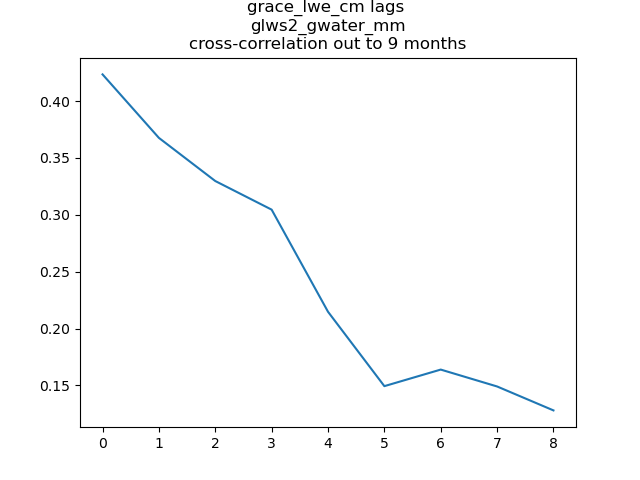 grace_lwe_cm lags
glws2_gwater_mm
cross-correlation out to 9 months
0.40
0.35
0.30
0.25
0.20
0.15
0 1 2 3 4 5 6 7 8